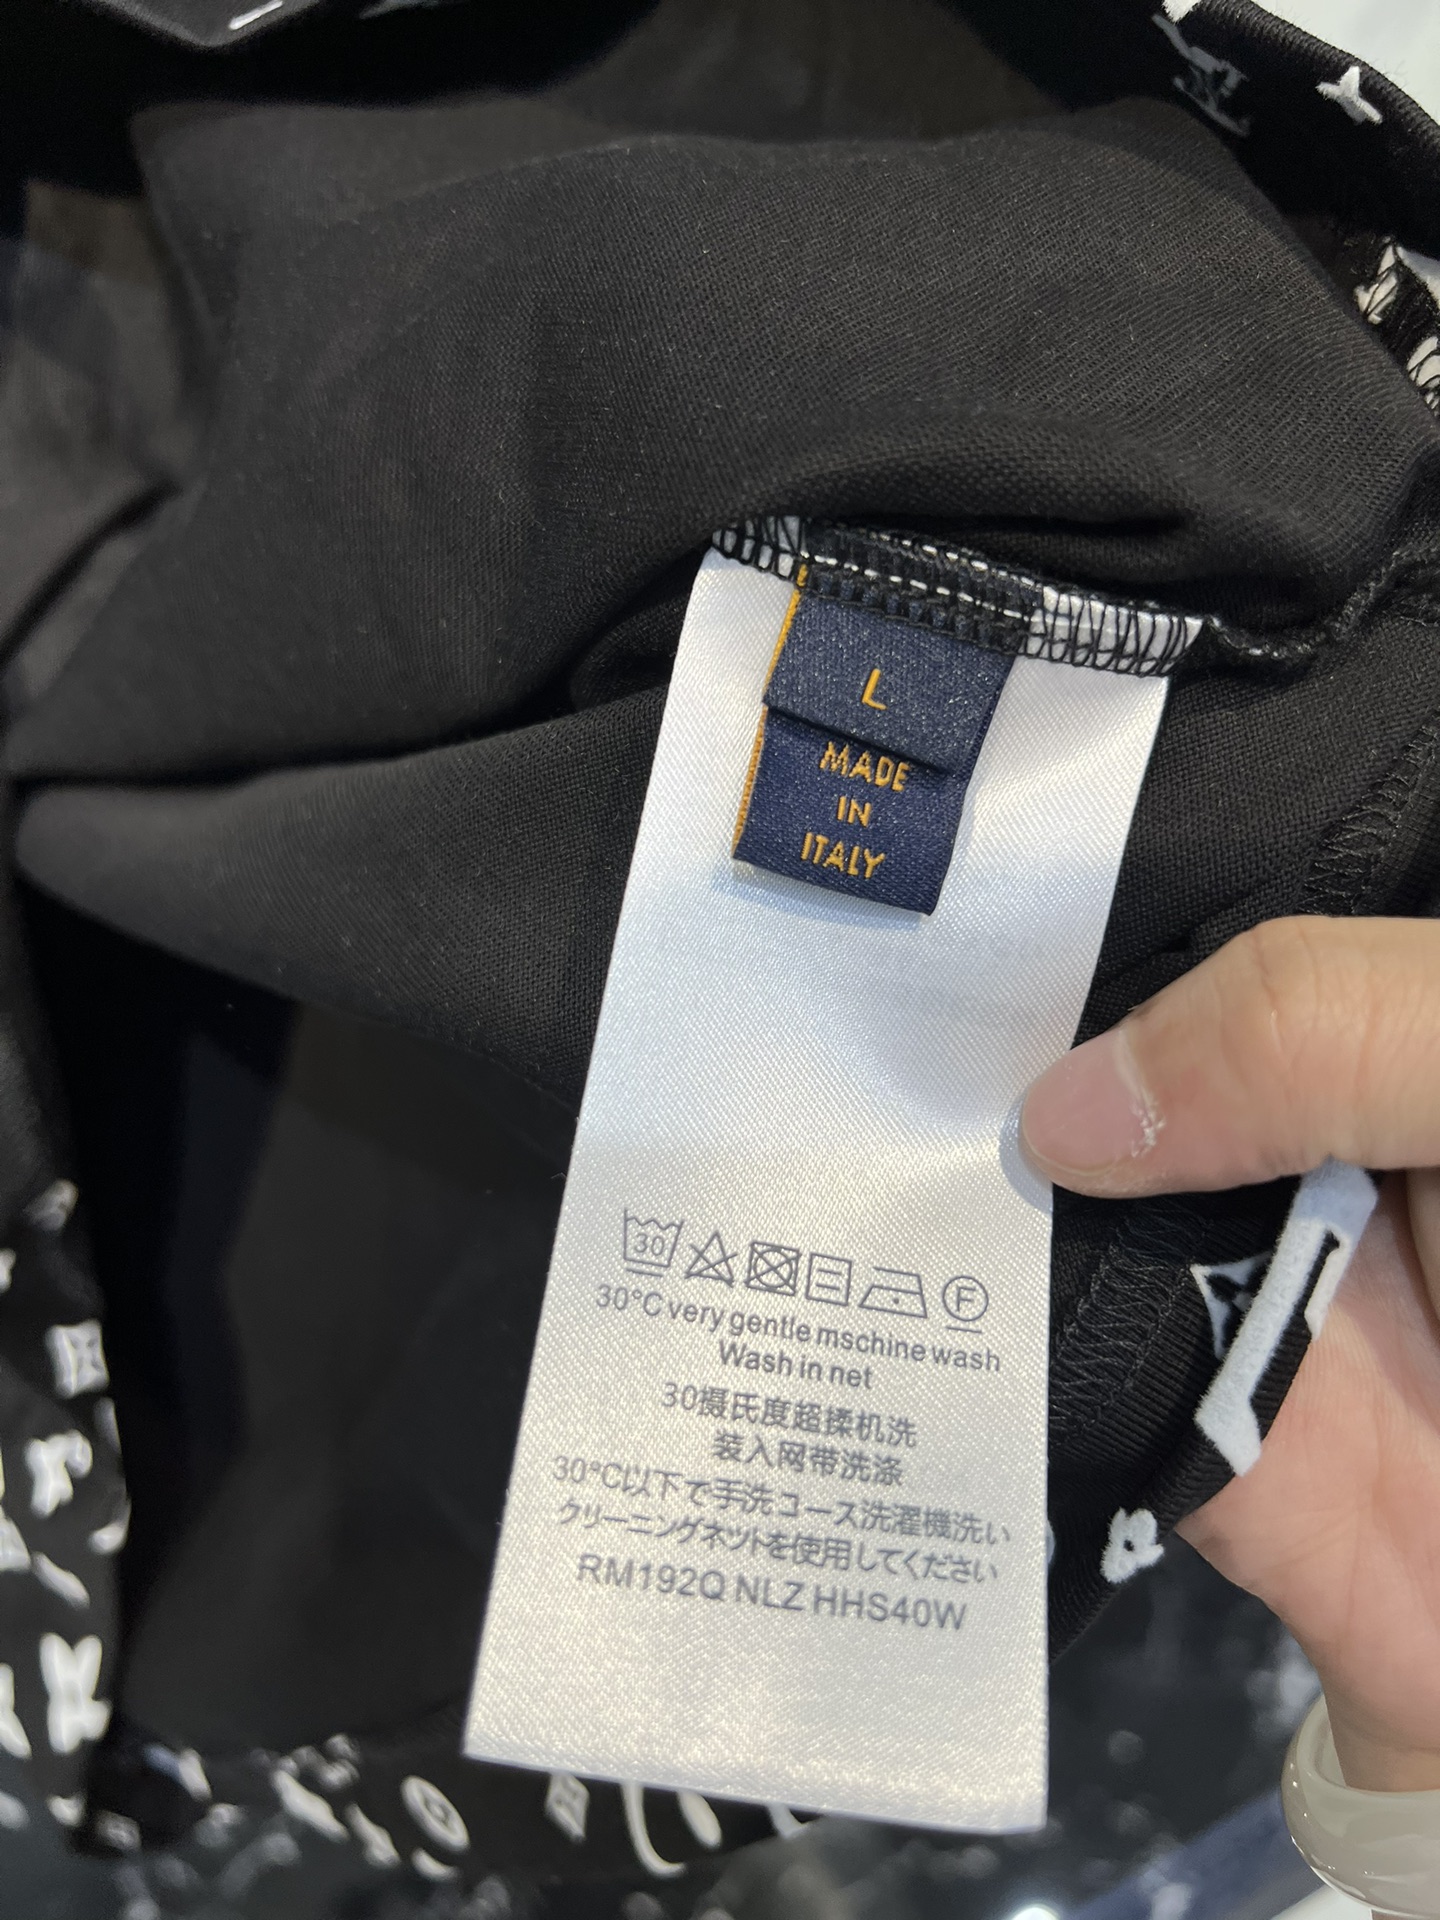 L
MADE
IN
ITALY
30
F
30°C very gentle mschine wash
Wash in net
30摄氏度超揉机洗
装入网带洗涤
30°C以下で手洗コース洗濯機洗い
クリーニングネットを使用してください
RM192Q NLZ HHS40W